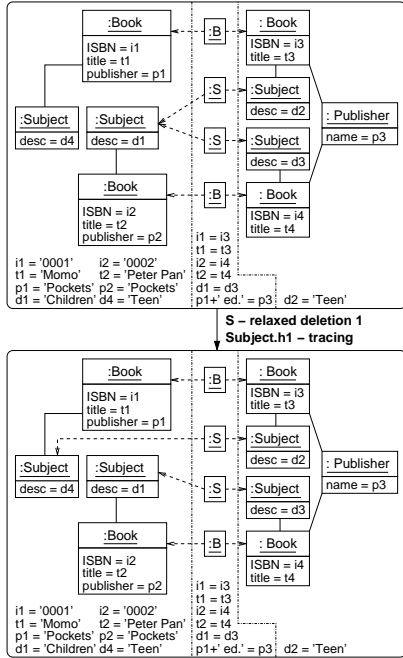 :Book
ISBN = i1
title = t1
publisher = p1
:B
: Book
ISBN = i3
title = t3
:S
:Subject
desc = d2
:Subject
desc = d4
:Subject
desc = d1
:S
:Subject
desc = d3
: Publisher
name = p3
:Book
ISBN = i2
title = t2
publisher = p2
:B
: Book
ISBN = i4
title = t4
i1 = i3
t1 = t3
i1 = '0001' i2 = '0002' i2 = i4
t1 = 'Momo' t2 = 'Peter Pan' t2 = t4
p1 = 'Pockets' p2 = 'Pockets' d1 = d3
d1 = 'Children' d4 = 'Teen' p1+' ed.' = p3 d2 = 'Teen'
S – relaxed deletion 1
Subject.h1 – tracing
:Book
ISBN = i1
title = t1
publisher = p1
:B
: Book
ISBN = i3
title = t3
:S
:Subject
desc = d2
:Subject
desc = d4
:Subject
desc = d1
:S
:Subject
desc = d3
: Publisher
name = p3
:Book
ISBN = i2
title = t2
publisher = p2
:B
: Book
ISBN = i4
title = t4
i1 = i3
t1 = t3
i1 = '0001' i2 = '0002' i2 = i4
t1 = 'Momo' t2 = 'Peter Pan' t2 = t4
p1 = 'Pockets' p2 = 'Pockets' d1 = d3
d1 = 'Children' d4 = 'Teen' p1+' ed.' = p3 d2 = 'Teen'